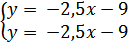 y = −2,5x − 9
y = −2,5x − 9